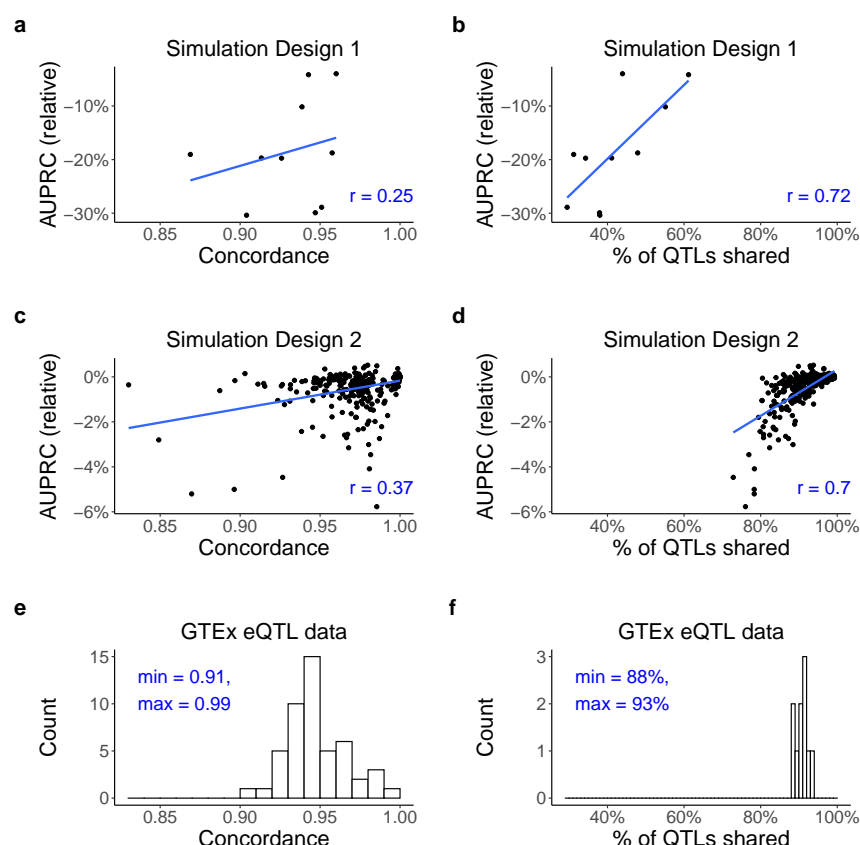 a
Simulation Design 1
AUPRC (relative)
−10%
−20%
−30%
r = 0.25
0.85 0.90 0.95 1.00
Concordance
b
Simulation Design 1
AUPRC (relative)
−10%
−20%
−30%
r = 0.72
40% 60% 80% 100%
% of QTLs shared
c
Simulation Design 2
AUPRC (relative)
0%
−2%
−4%
−6%
r = 0.37
0.85 0.90 0.95 1.00
Concordance
d
Simulation Design 2
AUPRC (relative)
0%
−2%
−4%
−6%
r = 0.7
40% 60% 80% 100%
% of QTLs shared
e
GTEx eQTL data
Count
15
10
5
0
min = 0.91,
max = 0.99
0.85 0.90 0.95 1.00
Concordance
f
GTEx eQTL data
Count
3
2
1
0
min = 88%,
max = 93%
40% 60% 80% 100%
% of QTLs shared